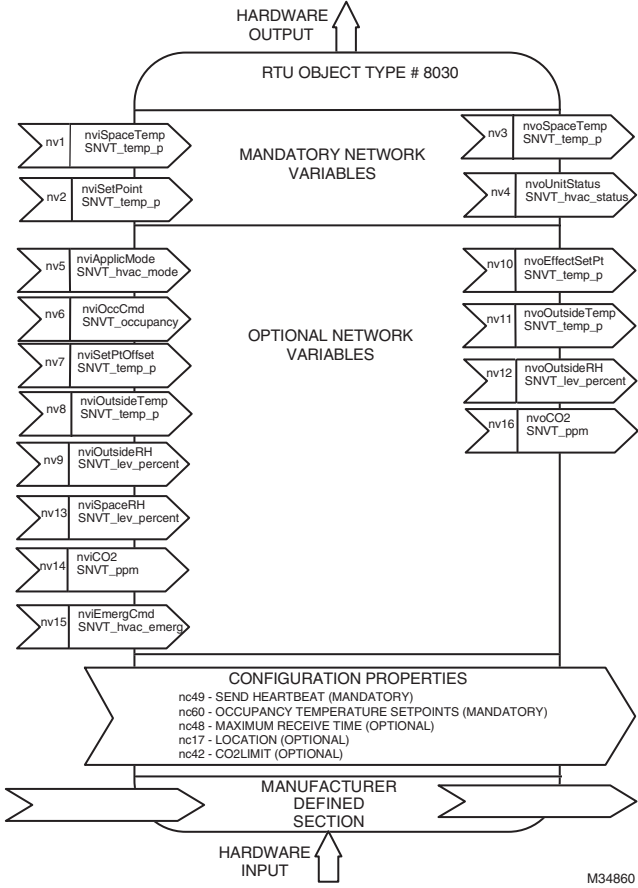 HARDWARE
OUTPUT
RTU OBJECT TYPE # 8030
nv1
nviSpaceTemp
SNVT_temp_p
nv2
nviSetPoint
SNVT_temp_p
MANDATORY NETWORK
VARIABLES
nv3
nvoSpaceTemp
SNVT_temp_p
nv4
nvoUnitStatus
SNVT_hvac_status
nv5
nviApplicMode
SNVT_hvac_mode
nv6
nviOccCmd
SNVT_occupancy
nv7
nviSetPtOffset
SNVT_temp_p
nv8
nviOutsideTemp
SNVT_temp_p
nv9
nviOutsideRH
SNVT_lev_percent
nv13
nviSpaceRH
SNVT_lev_percent
nv14
nviCO2
SNVT_ppm
nv15
nviEmergCmd
SNVT_hvac_emerg
OPTIONAL NETWORK
VARIABLES
nv10
nvoEffectSetPt
SNVT_temp_p
nv11
nvoOutsideTemp
SNVT_temp_p
nv12
nvoOutsideRH
SNVT_lev_percent
nv16
nvoCO2
SNVT_ppm
CONFIGURATION PROPERTIES
nc49 - SEND HEARTBEAT (MANDATORY)
nc60 - OCCUPANCY TEMPERATURE SETPOINTS (MANDATORY)
nc48 - MAXIMUM RECEIVE TIME (OPTIONAL)
nc17 - LOCATION (OPTIONAL)
nc42 - CO2LIMIT (OPTIONAL)
MANUFACTURER
DEFINED
SECTION
HARDWARE
INPUT
M34860